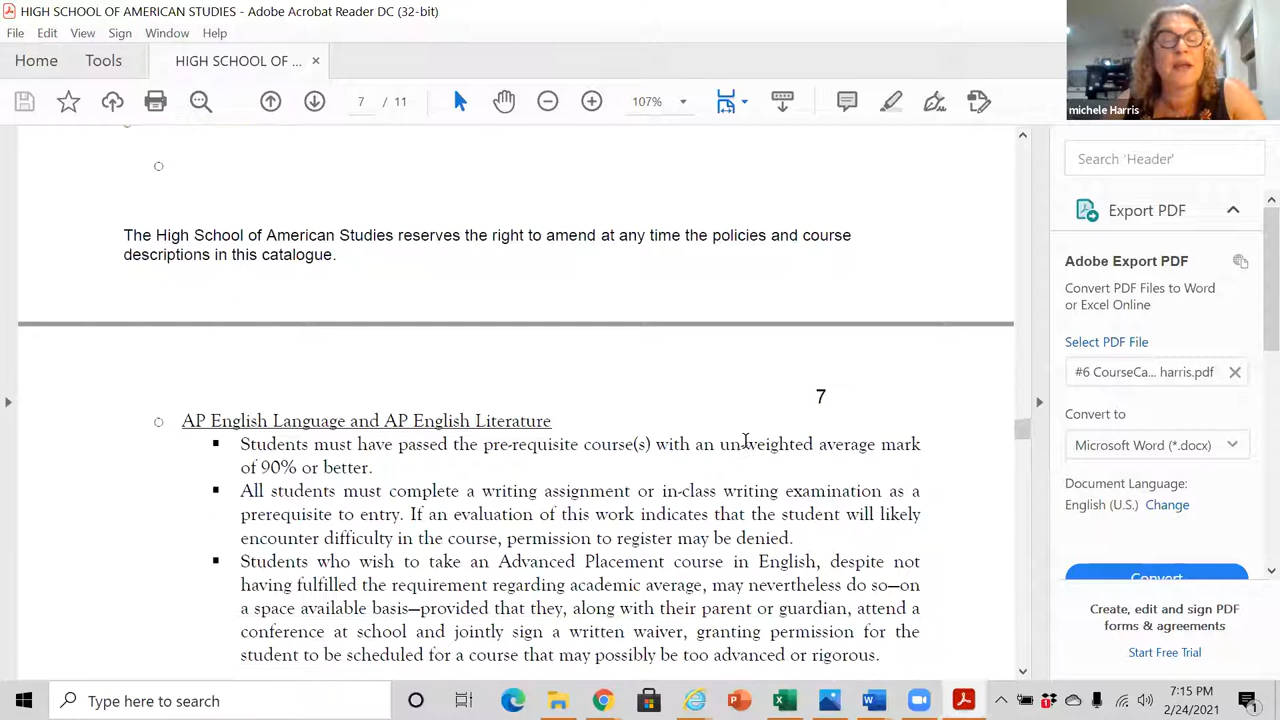 HIGH SCHOOL OF AMERICAN STUDIES - Adobe Acrobat Reader DC (32-bit)
File Edit View Sign Window Help
Home Tools HIGH SCHOOL OF ... ×
7 / 11 107%
michele Harris
The High School of American Studies reserves the right to amend at any time the policies and course
descriptions in this catalogue.
7
AP English Language and AP English Literature
Students must have passed the pre-requisite course(s) with an unweighted average mark
of 90% or better.
All students must complete a writing assignment or in-class writing examination as a
prerequisite to entry. If an evaluation of this work indicates that the student will likely
encounter difficulty in the course, permission to register may be denied.
Students who wish to take an Advanced Placement course in English, despite not
having fulfilled the requirement regarding academic average, may nevertheless do so—on
a space available basis—provided that they, along with their parent or guardian, attend a
conference at school and jointly sign a written waiver, granting permission for the
student to be scheduled for a course that may possibly be too advanced or rigorous.
Search 'Header'
Export PDF
Adobe Export PDF
Convert PDF Files to Word
or Excel Online
Select PDF File
#6 CourseCa... harris.pdf
Convert to
Microsoft Word (*.docx)
Document Language:
English (U.S.) Change
Convert
Create, edit and sign PDF
forms & agreements
Start Free Trial
Type here to search
7:15 PM
2/24/2021